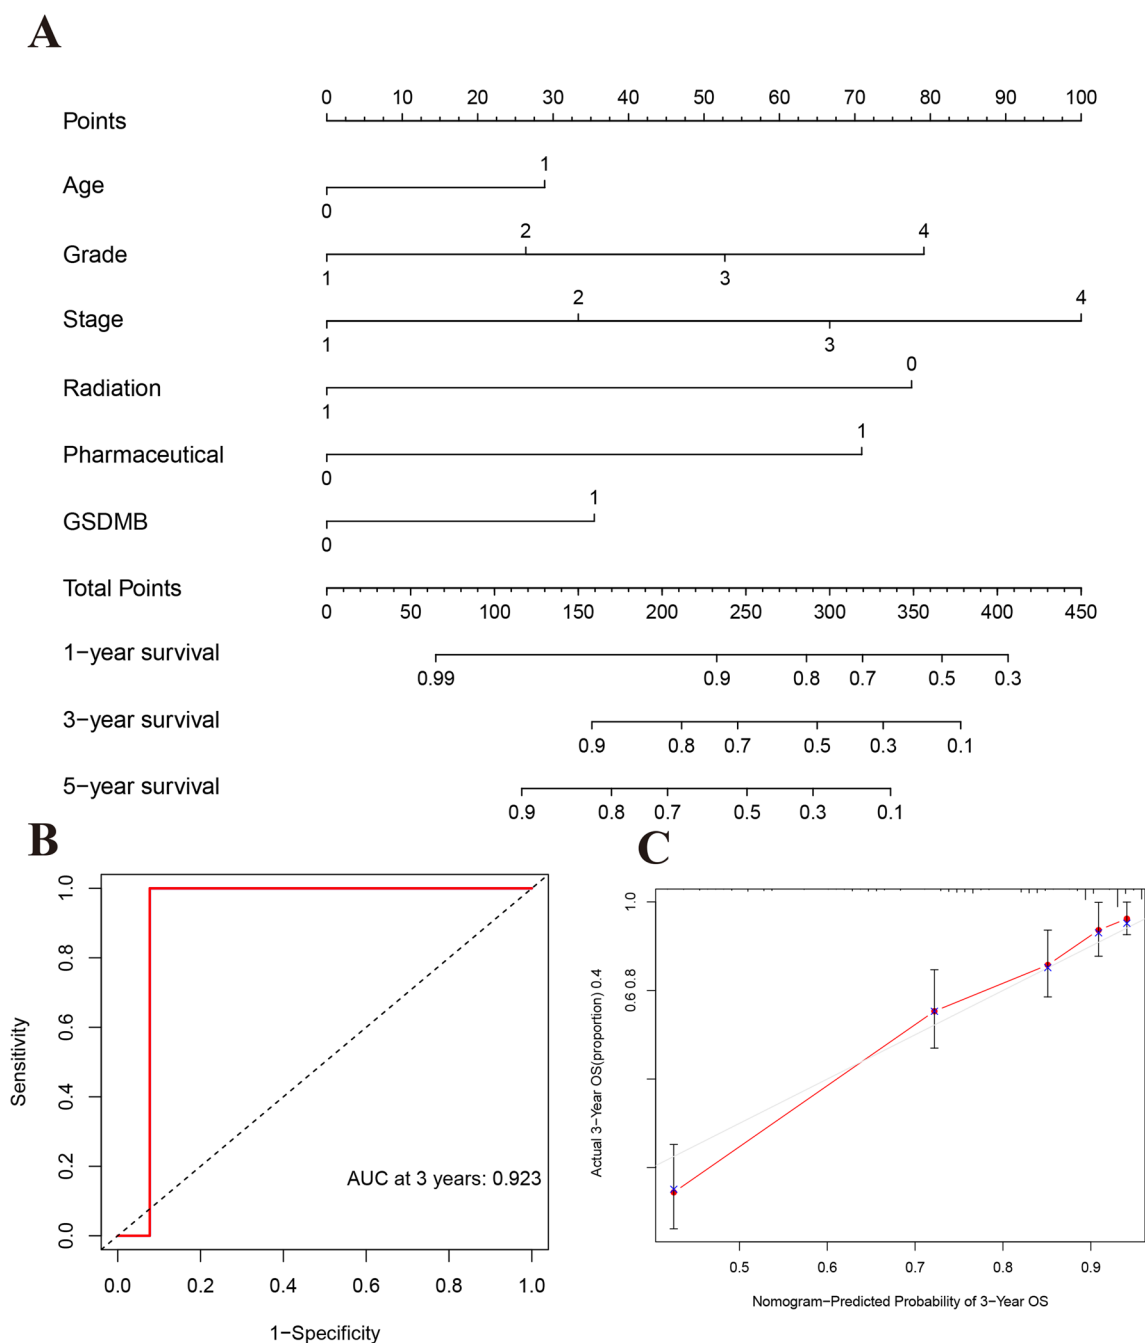 A
0 10 20 30 40 50 60 70 80 90 100
Points
1
Age
0
2 4
Grade
1 3
2 4
Stage
1 3
0
Radiation
1
1
Pharmaceutical
0
1
GSDMB
0
Total Points
0 50 100 150 200 250 300 350 400 450
1−year survival
0.99 0.9 0.8 0.7 0.5 0.3
3−year survival
0.9 0.8 0.7 0.5 0.3 0.1
5−year survival
0.9 0.8 0.7 0.5 0.3 0.1
B
Sensitivity
0.0 0.2 0.4 0.6 0.8 1.0
AUC at 3 years: 0.923
0.0 0.2 0.4 0.6 0.8 1.0
1−Specificity
C
Actual 3−Year OS(proportion) 0.4
0.6 0.8
1.0
0.5 0.6 0.7 0.8 0.9
Nomogram−Predicted Probability of 3−Year OS